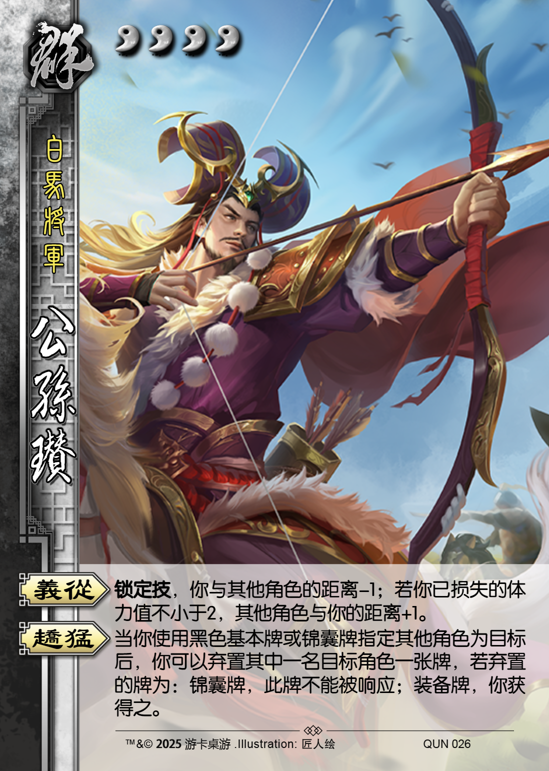 群
白馬將軍
公孫瓚
義從
锁定技，你与其他角色的距离-1；若你已损失的体
力值不小于2，其他角色与你的距离+1。
趫猛
当你使用黑色基本牌或锦囊牌指定其他角色为目标
后，你可以弃置其中一名目标角色一张牌，若弃置
的牌为：锦囊牌，此牌不能被响应；装备牌，你获
得之。
™&© 2025 游卡桌游 .Illustration: 匠人绘
QUN 026